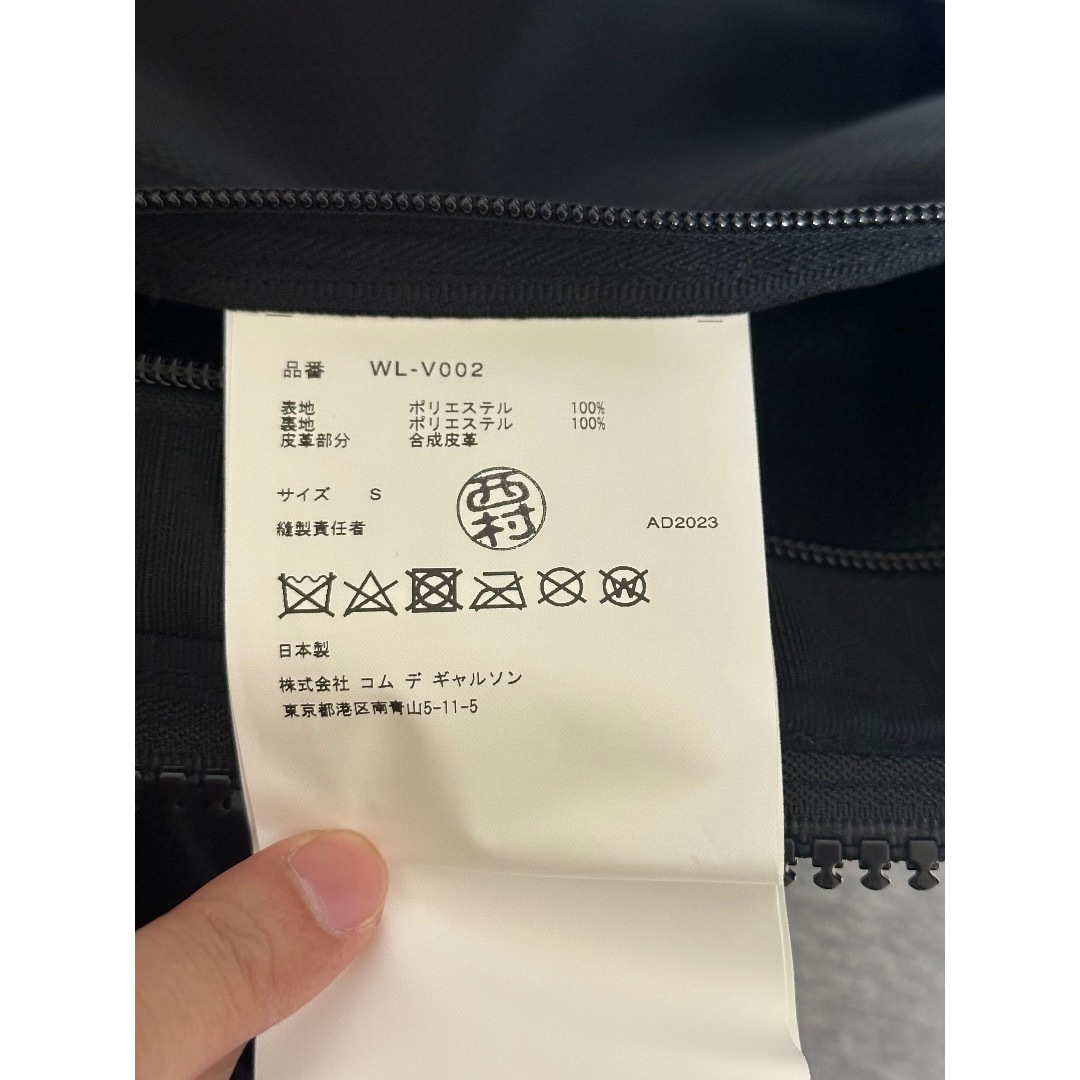 品番 WL-V002
表地 ポリエステル 100%
裏地 ポリエステル 100%
皮革部分 合成皮革
サイズ S
西村
縫製責任者 AD2023
W
日本製
株式会社 コム デ ギャルソン
東京都港区南青山5-11-5